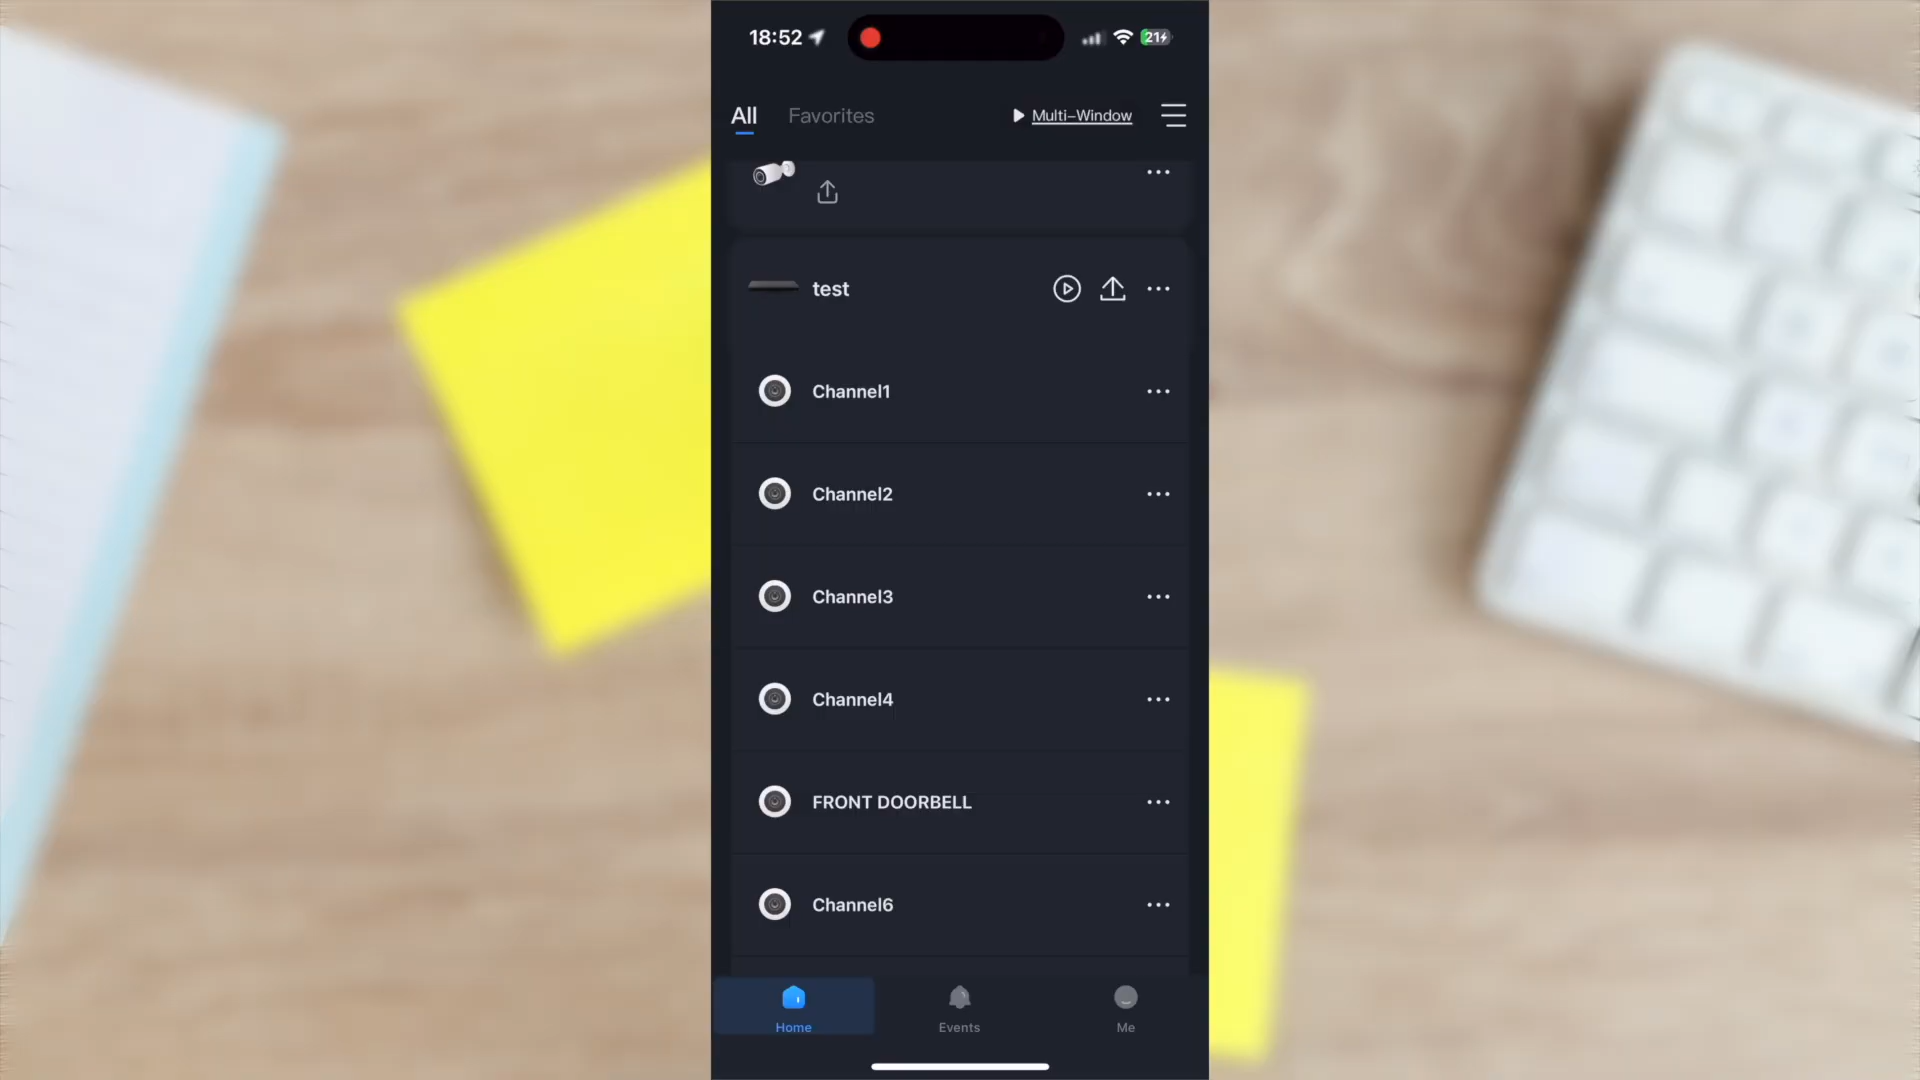 18:52
21
All
Favorites
Multi-Window
test
Channel1
Channel2
Channel3
Channel4
FRONT DOORBELL
Channel6
Home
Events
Me